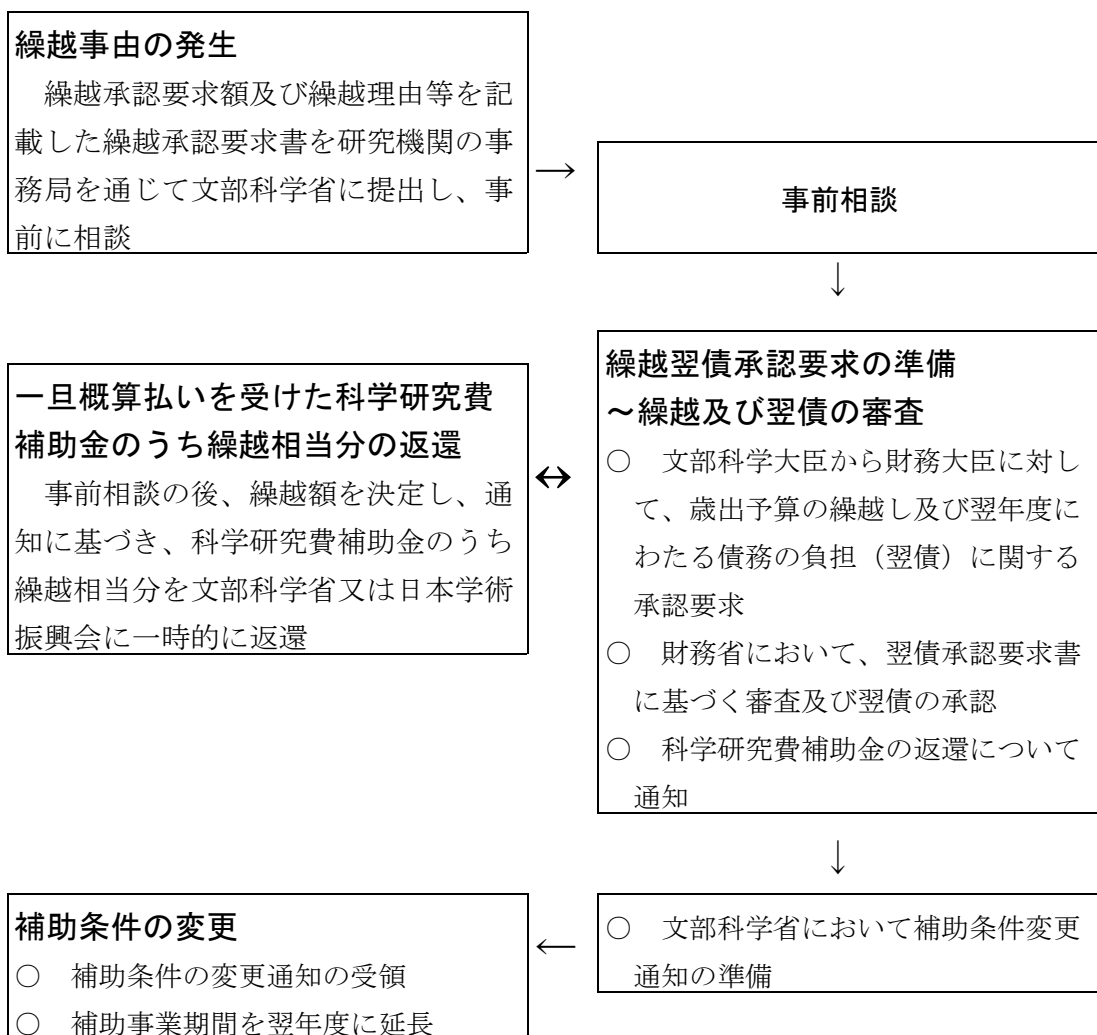 繰越事由の発生
繰越承認要求額及び繰越理由等を記
載した繰越承認要求書を研究機関の事
務局を通じて文部科学省に提出し、事
前に相談
→
事前相談
↓
一旦概算払いを受けた科学研究費
補助金のうち繰越相当分の返還
事前相談の後、繰越額を決定し、通
知に基づき、科学研究費補助金のうち
繰越相当分を文部科学省又は日本学術
振興会に一時的に返還
↔
繰越翌債承認要求の準備
～繰越及び翌債の審査
○ 文部科学大臣から財務大臣に対し
て、歳出予算の繰越し及び翌年度に
わたる債務の負担（翌債）に関する
承認要求
○ 財務省において、翌債承認要求書
に基づく審査及び翌債の承認
○ 科学研究費補助金の返還について
通知
↓
○ 文部科学省において補助条件変更
通知の準備
←
補助条件の変更
○ 補助条件の変更通知の受領
○ 補助事業期間を翌年度に延長